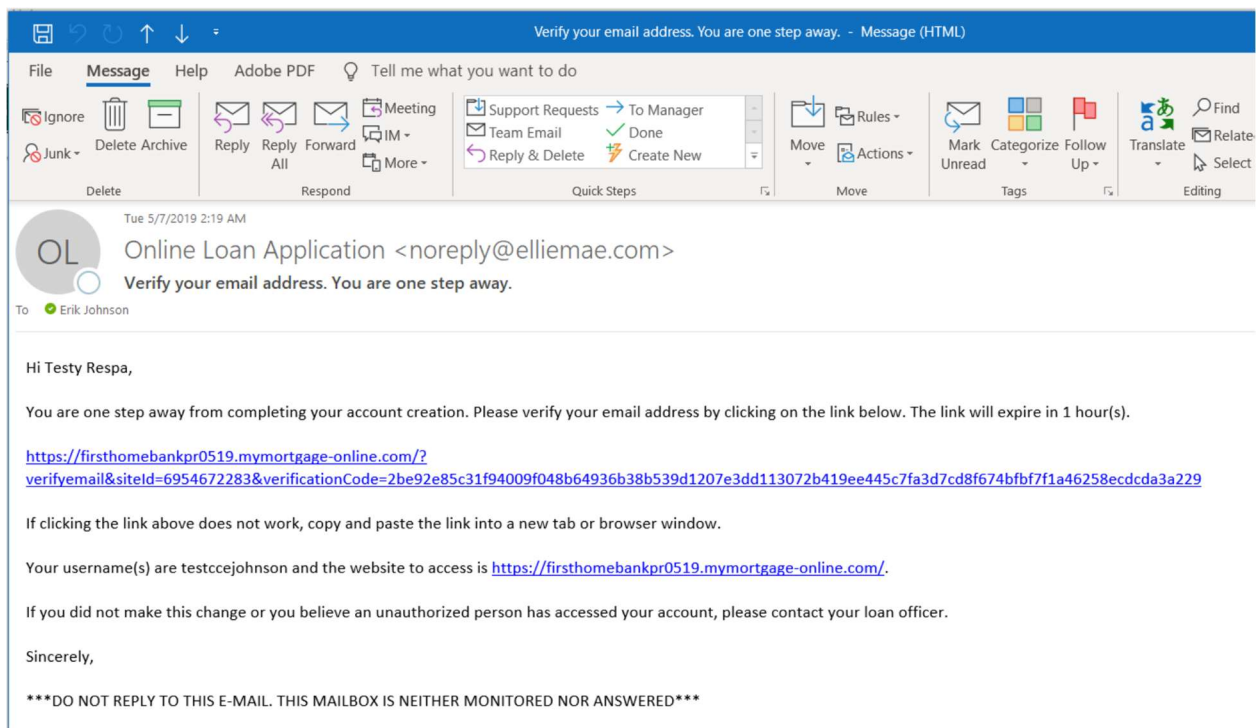 Verify your email address. You are one step away. - Message (HTML)
File Message Help Adobe PDF Tell me what you want to do
Ignore
Junk
Delete Archive
Reply Reply All Forward
Meeting
IM
More
Support Requests To Manager
Team Email Done
Reply & Delete Create New
Move
Rules
Actions
Mark Unread Categorize Follow Up
Translate
Find
Relate
Select
Delete Respond Quick Steps Move Tags Editing
Tue 5/7/2019 2:19 AM
OL
Online Loan Application <noreply@elliemae.com>
Verify your email address. You are one step away.
To Erik Johnson
Hi Testy Respa,
You are one step away from completing your account creation. Please verify your email address by clicking on the link below. The link will expire in 1 hour(s).
https://firsthomebankpr0519.mymortgage-online.com/?
verifyemail&siteId=6954672283&verificationCode=2be92e85c31f94009f048b64936b38b539d1207e3dd113072b419ee445c7fa3d7cd8f674bfbf7f1a46258ecdcda3a229
If clicking the link above does not work, copy and paste the link into a new tab or browser window.
Your username(s) are testccejohnson and the website to access is https://firsthomebankpr0519.mymortgage-online.com/.
If you did not make this change or you believe an unauthorized person has accessed your account, please contact your loan officer.
Sincerely,
***DO NOT REPLY TO THIS E-MAIL. THIS MAILBOX IS NEITHER MONITORED NOR ANSWERED***